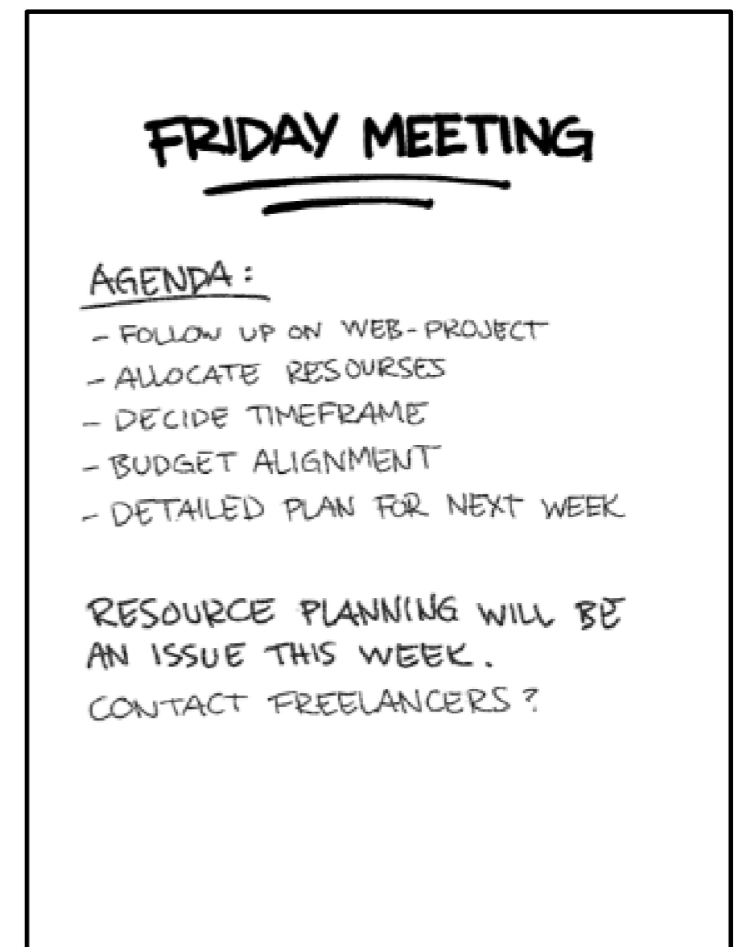 FRIDAY MEETING
AGENDA:
- FOLLOW UP ON WEB-PROJECT
- ALLOCATE RESOURSES
- DECIDE TIMEFRAME
- BUDGET ALIGNMENT
- DETAILED PLAN FOR NEXT WEEK
RESOURCE PLANNING WILL BE
AN ISSUE THIS WEEK.
CONTACT FREELANCERS?